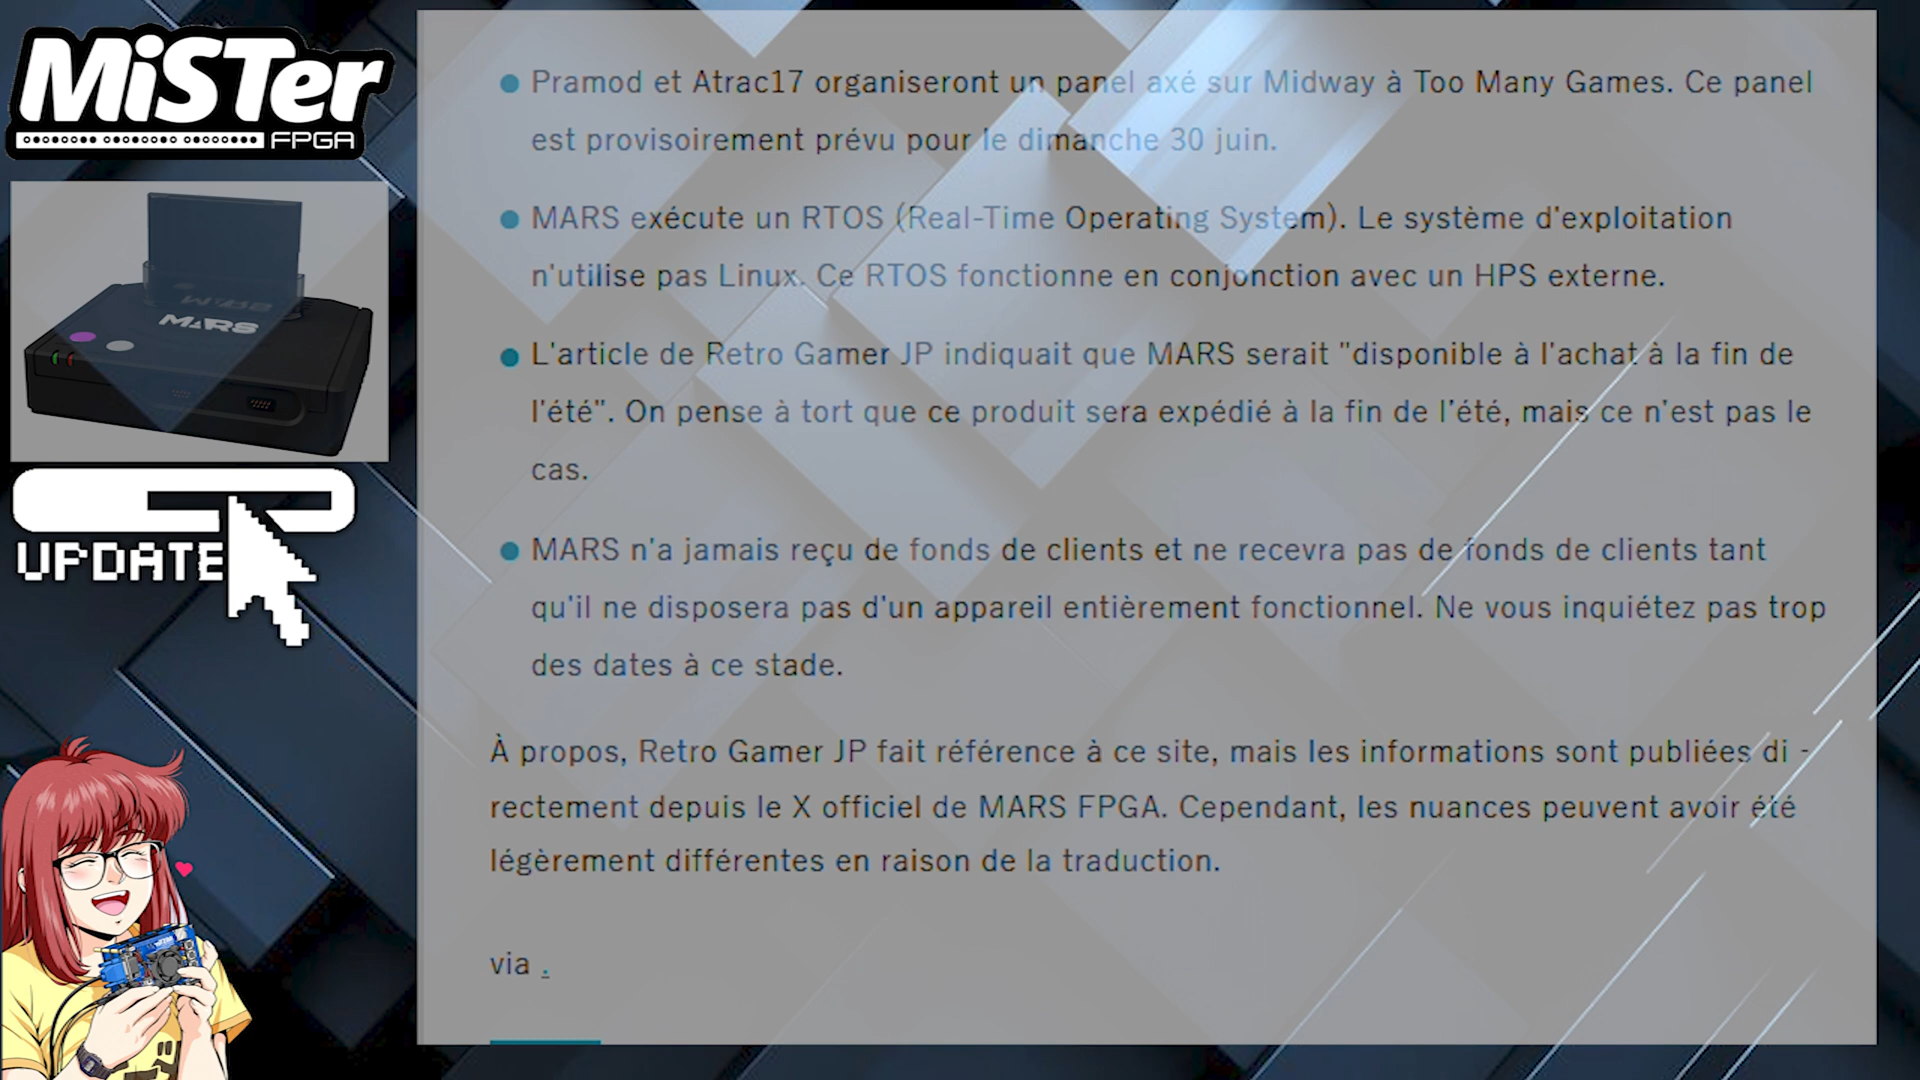 MiSTer
FPGA
MARS
UPDATE
Pramod et Atrac17 organiseront un panel axé sur Midway à Too Many Games. Ce panel
est provisoirement prévu pour le dimanche 30 juin.
MARS exécute un RTOS (Real-Time Operating System). Le système d'exploitation
n'utilise pas Linux. Ce RTOS fonctionne en conjonction avec un HPS externe.
L'article de Retro Gamer JP indiquait que MARS serait "disponible à l'achat à la fin de
l'été". On pense à tort que ce produit sera expédié à la fin de l'été, mais ce n'est pas le
cas.
MARS n'a jamais reçu de fonds de clients et ne recevra pas de fonds de clients tant
qu'il ne disposera pas d'un appareil entièrement fonctionnel. Ne vous inquiétez pas trop
des dates à ce stade.
À propos, Retro Gamer JP fait référence à ce site, mais les informations sont publiées di -
rectement depuis le X officiel de MARS FPGA. Cependant, les nuances peuvent avoir été
légèrement différentes en raison de la traduction.
via .